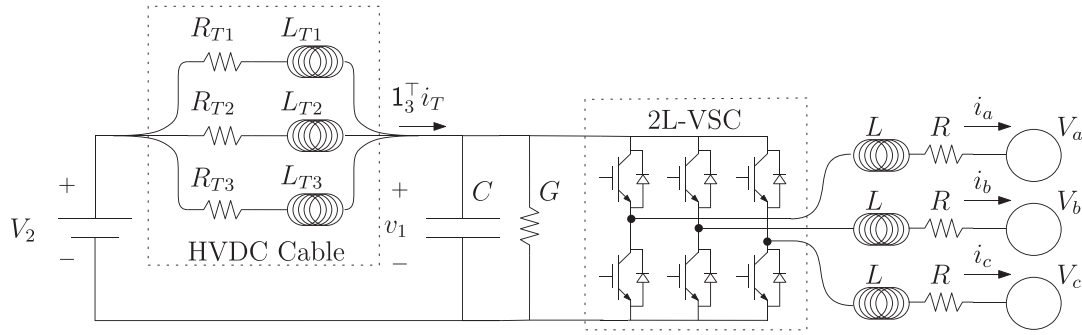 R_{T1} L_{T1}
R_{T2} L_{T2}
R_{T3} L_{T3}
HVDC Cable
𝟙_3^⊤ i_T
+
V_2
−
+
v_1
−
C
G
2L-VSC
L R i_a V_a
L R i_b V_b
L R i_c V_c